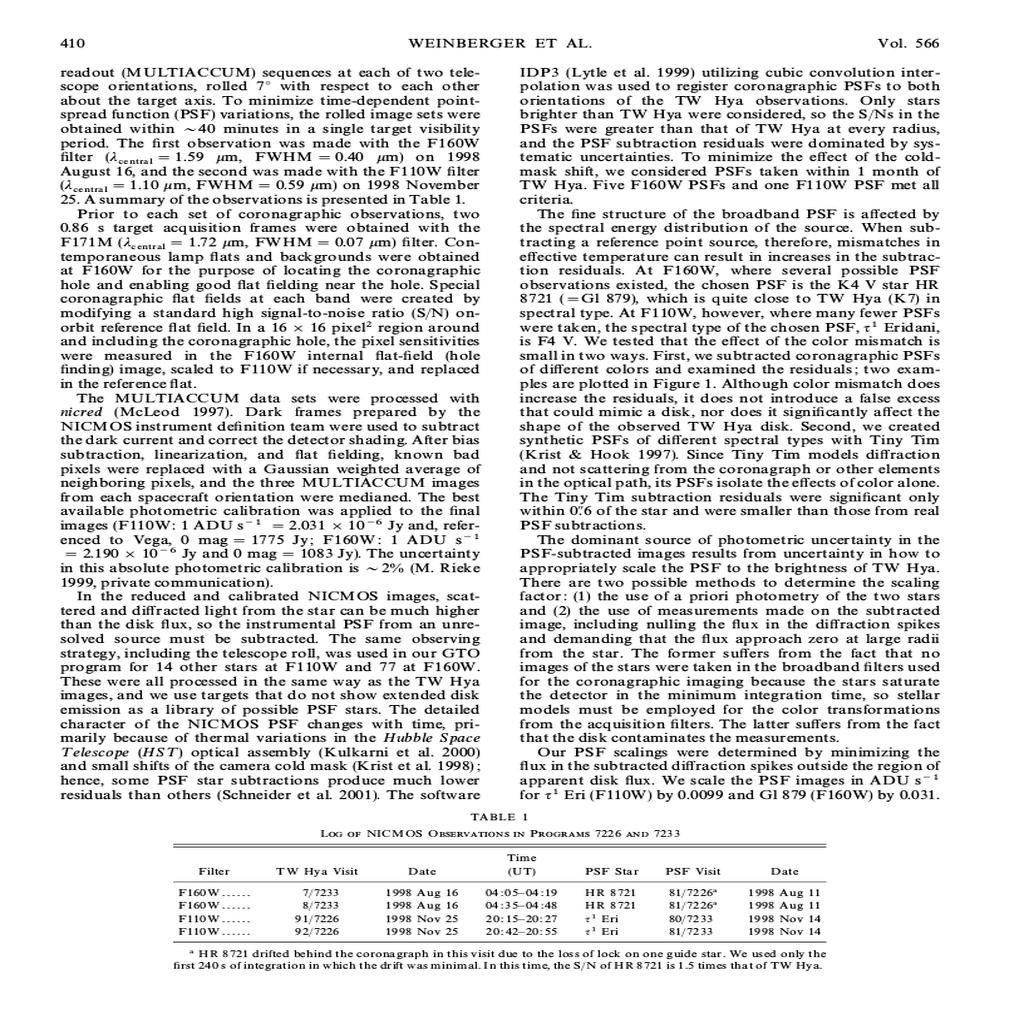 410
WEINBERGER ET AL.
Vol. 566
readout (MULTIACCUM) sequences at each of two tele-
scope orientations, rolled 7° with respect to each other
about the target axis. To minimize time-dependent point-
spread function (PSF) variations, the rolled image sets were
obtained within ~40 minutes in a single target visibility
period. The first observation was made with the F160W
filter (λcentral = 1.59 μm, FWHM = 0.40 μm) on 1998
August 16, and the second was made with the F110W filter
(λcentral = 1.10 μm, FWHM = 0.59 μm) on 1998 November
25. A summary of the observations is presented in Table 1.
Prior to each set of coronagraphic observations, two
0.86 s target acquisition frames were obtained with the
F171M (λcentral = 1.72 μm, FWHM = 0.07 μm) filter. Con-
temporaneous lamp flats and backgrounds were obtained
at F160W for the purpose of locating the coronagraphic
hole and enabling good flat fielding near the hole. Special
coronagraphic flat fields at each band were created by
modifying a standard high signal-to-noise ratio (S/N) on-
orbit reference flat field. In a 16 × 16 pixel² region around
and including the coronagraphic hole, the pixel sensitivities
were measured in the F160W internal flat-field (hole
finding) image, scaled to F110W if necessary, and replaced
in the reference flat.
The MULTIACCUM data sets were processed with
nicred (McLeod 1997). Dark frames prepared by the
NICMOS instrument definition team were used to subtract
the dark current and correct the detector shading. After bias
subtraction, linearization, and flat fielding, known bad
pixels were replaced with a Gaussian weighted average of
neighboring pixels, and the three MULTIACCUM images
from each spacecraft orientation were medianed. The best
available photometric calibration was applied to the final
images (F110W: 1 ADU s⁻¹ = 2.031 × 10⁻⁶ Jy and, refer-
enced to Vega, 0 mag = 1775 Jy; F160W: 1 ADU s⁻¹
= 2.190 × 10⁻⁶ Jy and 0 mag = 1083 Jy). The uncertainty
in this absolute photometric calibration is ~2% (M. Rieke
1999, private communication).
In the reduced and calibrated NICMOS images, scat-
tered and diffracted light from the star can be much higher
than the disk flux, so the instrumental PSF from an unre-
solved source must be subtracted. The same observing
strategy, including the telescope roll, was used in our GTO
program for 14 other stars at F110W and 77 at F160W.
These were all processed in the same way as the TW Hya
images, and we use targets that do not show extended disk
emission as a library of possible PSF stars. The detailed
character of the NICMOS PSF changes with time, pri-
marily because of thermal variations in the Hubble Space
Telescope (HST) optical assembly (Kulkarni et al. 2000)
and small shifts of the camera cold mask (Krist et al. 1998);
hence, some PSF star subtractions produce much lower
residuals than others (Schneider et al. 2001). The software
IDP3 (Lytle et al. 1999) utilizing cubic convolution inter-
polation was used to register coronagraphic PSFs to both
orientations of the TW Hya observations. Only stars
brighter than TW Hya were considered, so the S/Ns in the
PSFs were greater than that of TW Hya at every radius,
and the PSF subtraction residuals were dominated by sys-
tematic uncertainties. To minimize the effect of the cold-
mask shift, we considered PSFs taken within 1 month of
TW Hya. Five F160W PSFs and one F110W PSF met all
criteria.
The fine structure of the broadband PSF is affected by
the spectral energy distribution of the source. When sub-
tracting a reference point source, therefore, mismatches in
effective temperature can result in increases in the subtrac-
tion residuals. At F160W, where several possible PSF
observations existed, the chosen PSF is the K4 V star HR
8721 (=Gl 879), which is quite close to TW Hya (K7) in
spectral type. At F110W, however, where many fewer PSFs
were taken, the spectral type of the chosen PSF, τ¹ Eridani,
is F4 V. We tested that the effect of the color mismatch is
small in two ways. First, we subtracted coronagraphic PSFs
of different colors and examined the residuals; two exam-
ples are plotted in Figure 1. Although color mismatch does
increase the residuals, it does not introduce a false excess
that could mimic a disk, nor does it significantly affect the
shape of the observed TW Hya disk. Second, we created
synthetic PSFs of different spectral types with Tiny Tim
(Krist & Hook 1997). Since Tiny Tim models diffraction
and not scattering from the coronagraph or other elements
in the optical path, its PSFs isolate the effects of color alone.
The Tiny Tim subtraction residuals were significant only
within 0.″6 of the star and were smaller than those from real
PSF subtractions.
The dominant source of photometric uncertainty in the
PSF-subtracted images results from uncertainty in how to
appropriately scale the PSF to the brightness of TW Hya.
There are two possible methods to determine the scaling
factor: (1) the use of a priori photometry of the two stars
and (2) the use of measurements made on the subtracted
image, including nulling the flux in the diffraction spikes
and demanding that the flux approach zero at large radii
from the star. The former suffers from the fact that no
images of the stars were taken in the broadband filters used
for the coronagraphic imaging because the stars saturate
the detector in the minimum integration time, so stellar
models must be employed for the color transformations
from the acquisition filters. The latter suffers from the fact
that the disk contaminates the measurements.
Our PSF scalings were determined by minimizing the
flux in the subtracted diffraction spikes outside the region of
apparent disk flux. We scale the PSF images in ADU s⁻¹
for τ¹ Eri (F110W) by 0.0099 and Gl 879 (F160W) by 0.031.
TABLE 1
Log of NICMOS Observations in Programs 7226 and 7233
Filter TW Hya Visit Date Time (UT) PSF Star PSF Visit Date
F160W...... 7/7233 1998 Aug 16 04:05–04:19 HR 8721 81/7226ᵃ 1998 Aug 11
F160W...... 8/7233 1998 Aug 16 04:35–04:48 HR 8721 81/7226ᵃ 1998 Aug 11
F110W...... 91/7226 1998 Nov 25 20:15–20:27 τ¹ Eri 80/7233 1998 Nov 14
F110W...... 92/7226 1998 Nov 25 20:42–20:55 τ¹ Eri 81/7233 1998 Nov 14
ᵃ HR 8721 drifted behind the coronagraph in this visit due to the loss of lock on one guide star. We used only the
first 240 s of integration in which the drift was minimal. In this time, the S/N of HR 8721 is 1.5 times that of TW Hya.